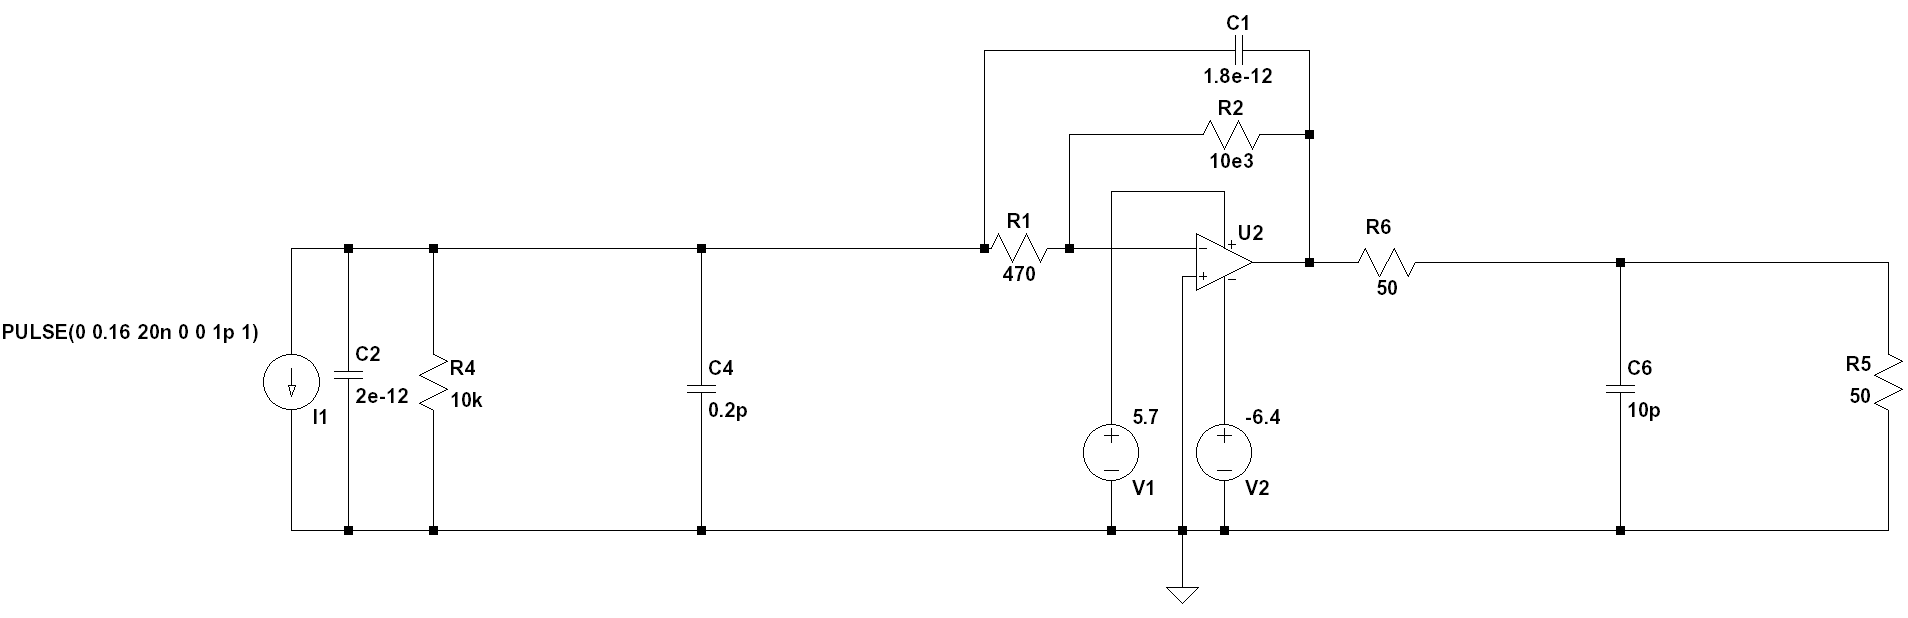 C1
1.8e-12
R2
10e3
R1
470
U2
R6
50
PULSE(0 0.16 20n 0 0 1p 1)
I1
C2
2e-12
R4
10k
C4
0.2p
5.7
V1
-6.4
V2
C6
10p
R5
50